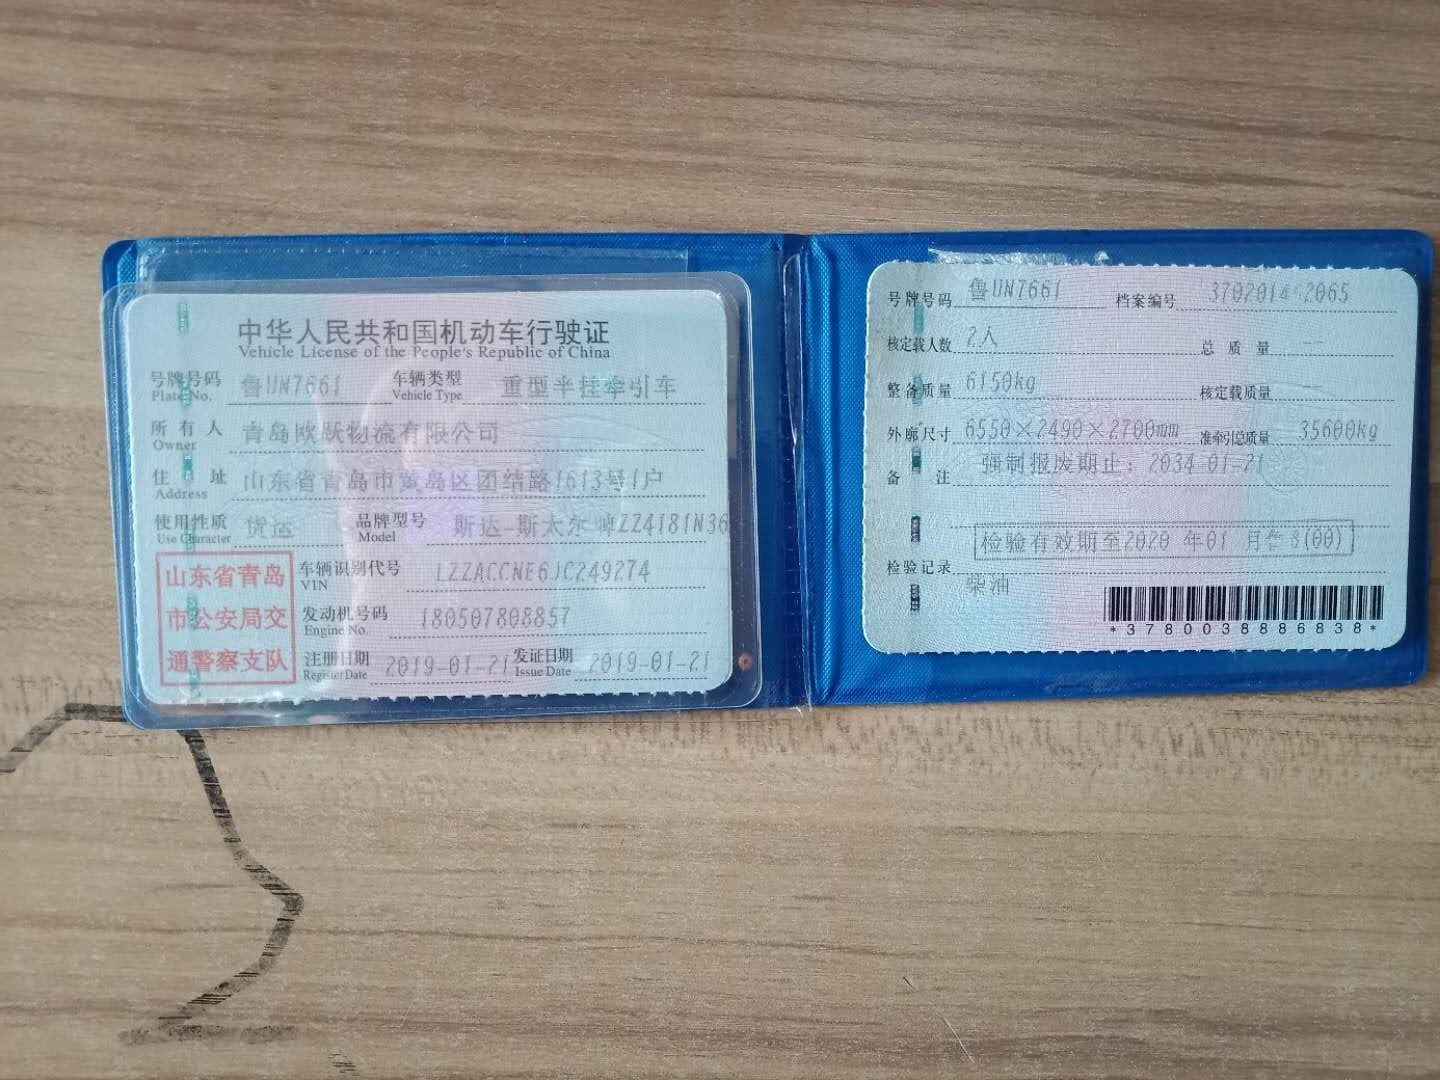 中华人民共和国机动车行驶证
Vehicle License of the People's Republic of China
号牌号码 鲁UN7661 车辆类型 重型半挂牵引车
Plate No. Vehicle Type
所有人 青岛欧跃物流有限公司
Owner
住址 山东省青岛市黄岛区团结路1613号1户
Address
使用性质 货运 品牌型号 斯达-斯太尔牌ZZ4181N36
Use Character Model
山东省青岛
市公安局交
通警察支队
车辆识别代号 LZZACCNE6JC249274
VIN
发动机号码 180507808857
Engine No.
注册日期 2019-01-21 发证日期 2019-01-21
Register Date Issue Date
号牌号码 鲁UN7661 档案编号 3702014 2065
核定载人数 2人 总质量 --
整备质量 6150kg 核定载质量 --
外廓尺寸 6550×2490×2700mm 准牵引总质量 35600kg
备注 强制报废期止：2034-01-21
检验有效期至2020 年01 月 (00)
检验记录
柴油
*3780038886838*